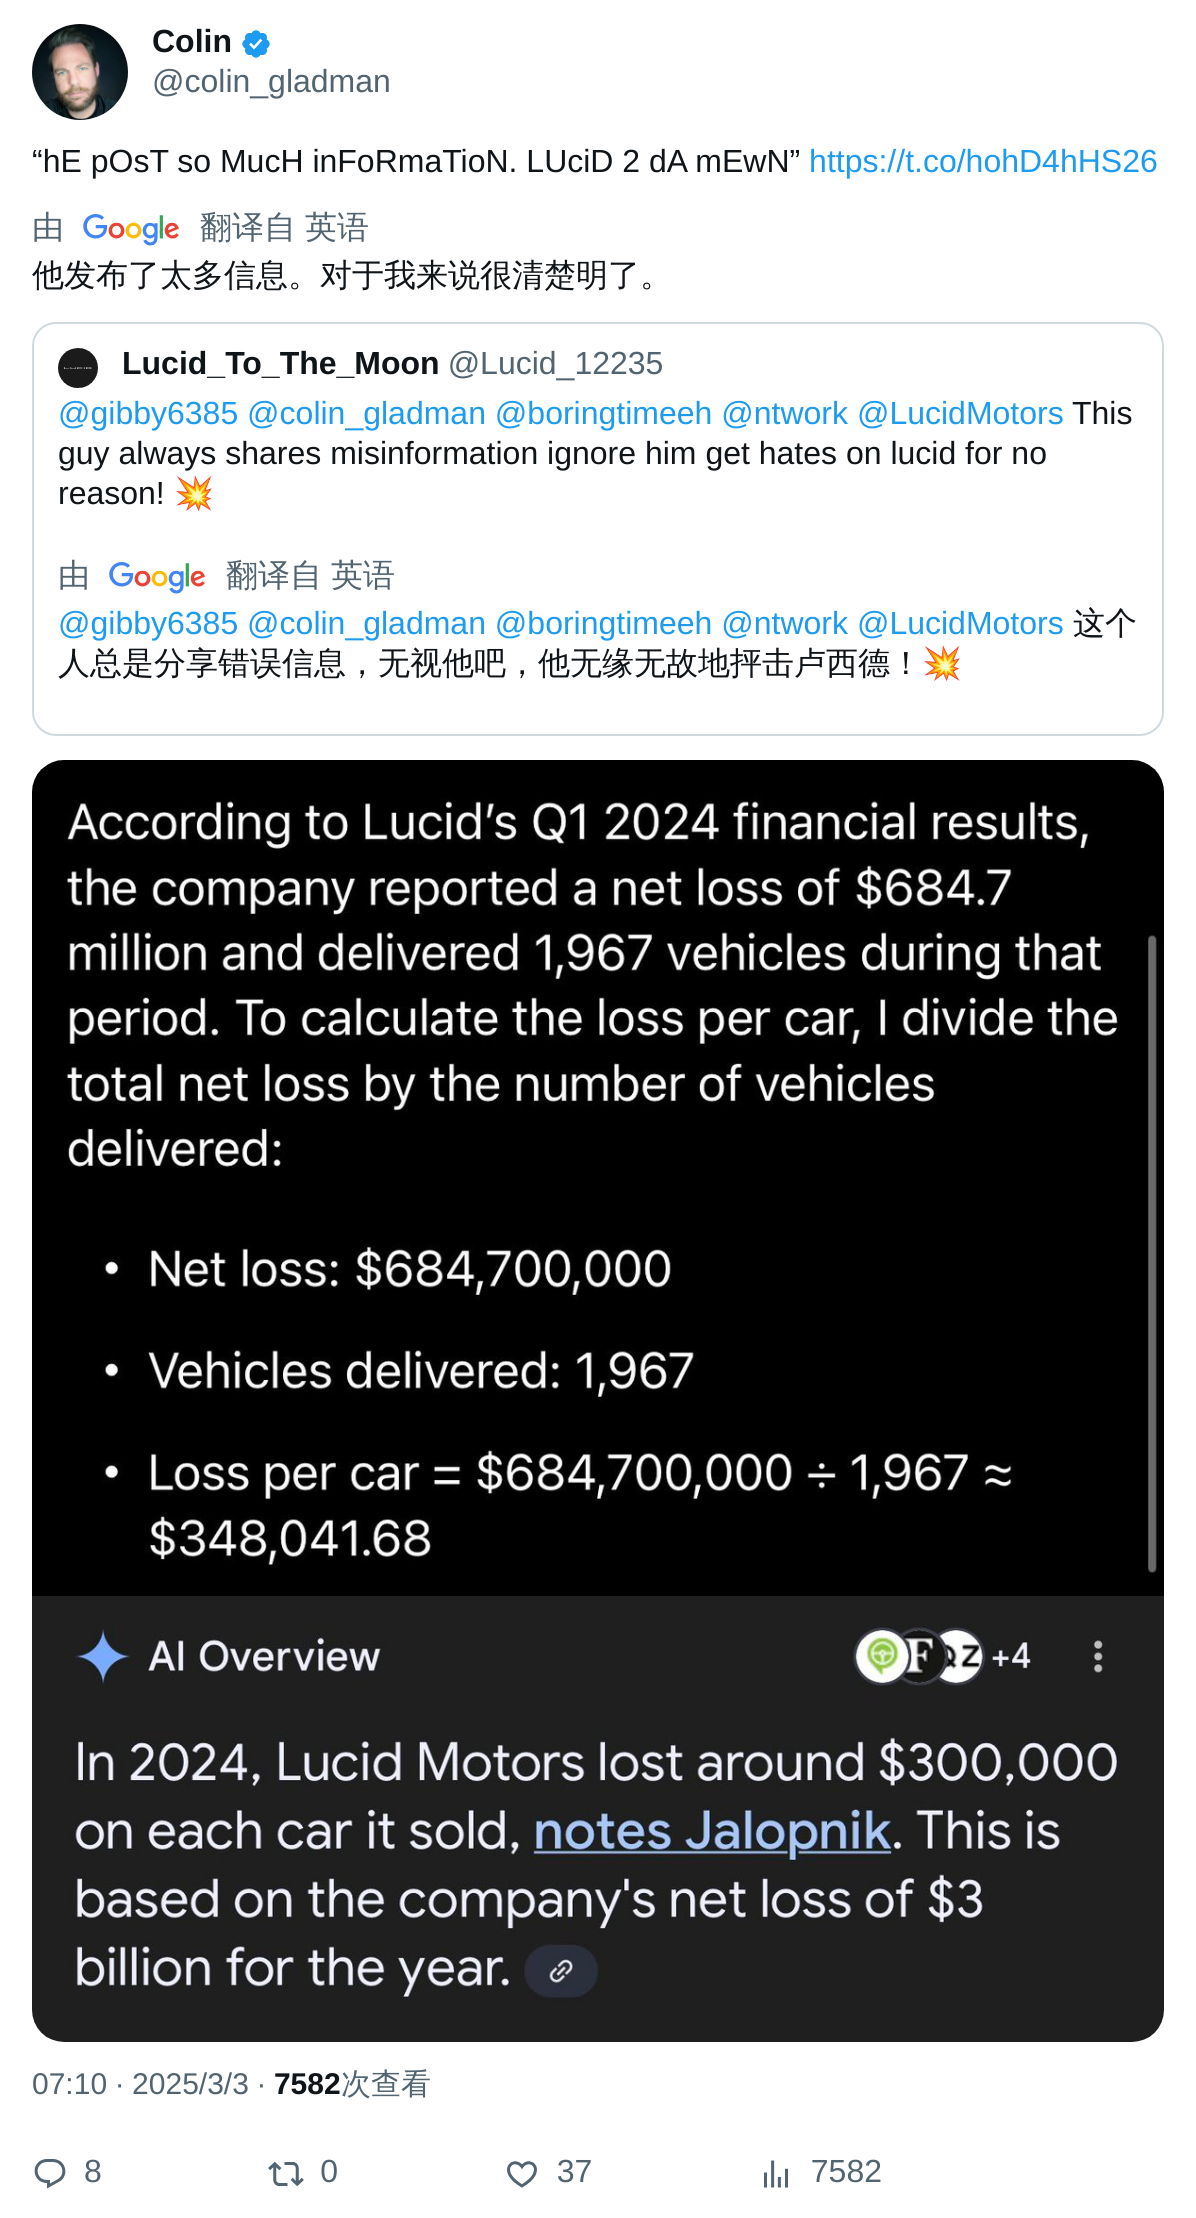 Colin
@colin_gladman
“hE pOsT so MucH inFoRmaTioN. LUciD 2 dA mEwN” https://t.co/hohD4hHS26
由 Google 翻译自 英语
他发布了太多信息。对于我来说很清楚明了。
Lucid_To_The_Moon @Lucid_12235
@gibby6385 @colin_gladman @boringtimeeh @ntwork @LucidMotors This
guy always shares misinformation ignore him get hates on lucid for no
reason! 💥
由 Google 翻译自 英语
@gibby6385 @colin_gladman @boringtimeeh @ntwork @LucidMotors 这个
人总是分享错误信息，无视他吧，他无缘无故地抨击卢西德！💥
According to Lucid’s Q1 2024 financial results,
the company reported a net loss of $684.7
million and delivered 1,967 vehicles during that
period. To calculate the loss per car, I divide the
total net loss by the number of vehicles
delivered:
• Net loss: $684,700,000
• Vehicles delivered: 1,967
• Loss per car = $684,700,000 ÷ 1,967 ≈
$348,041.68
AI Overview
F
QZ +4
In 2024, Lucid Motors lost around $300,000
on each car it sold, notes Jalopnik. This is
based on the company's net loss of $3
billion for the year.
07:10 · 2025/3/3 · 7582次查看
8 0 37 7582